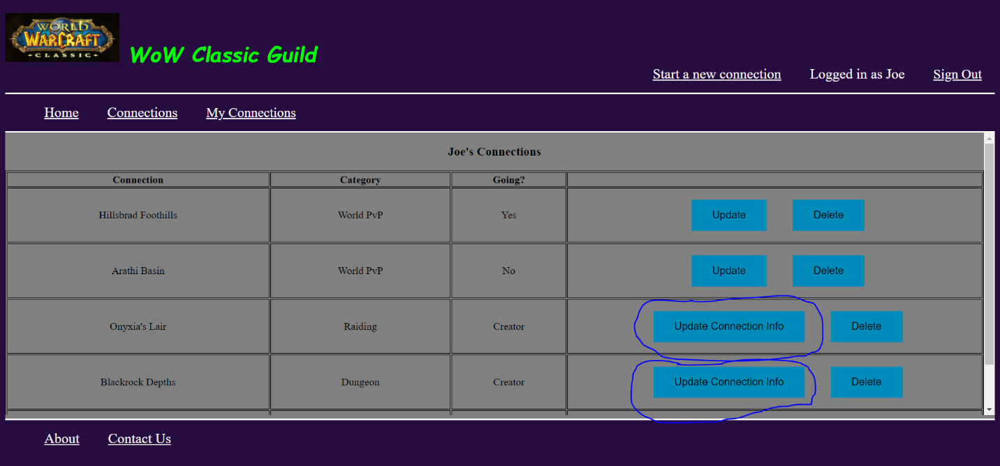 WORLD
WARCRAFT
CLASSIC
WoW Classic Guild
Start a new connection Logged in as Joe Sign Out
Home Connections My Connections
Joe's Connections
Connection Category Going?
Hillsbrad Foothills World PvP Yes Update Delete
Arathi Basin World PvP No Update Delete
Onyxia's Lair Raiding Creator Update Connection Info Delete
Blackrock Depths Dungeon Creator Update Connection Info Delete
About Contact Us